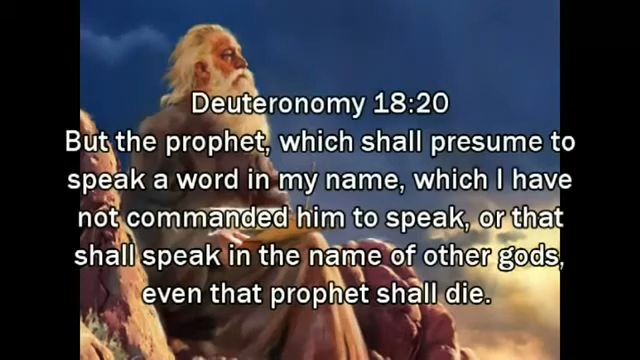 Deuteronomy 18:20
But the prophet, which shall presume to
speak a word in my name, which I have
not commanded him to speak, or that
shall speak in the name of other gods,
even that prophet shall die.